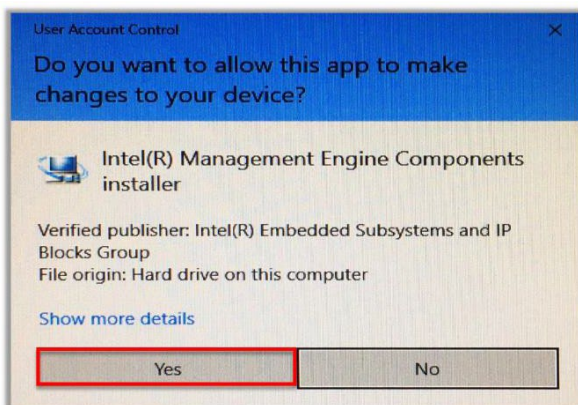 User Account Control
Do you want to allow this app to make
changes to your device?
Intel(R) Management Engine Components
installer
Verified publisher: Intel(R) Embedded Subsystems and IP
Blocks Group
File origin: Hard drive on this computer
Show more details
Yes
No